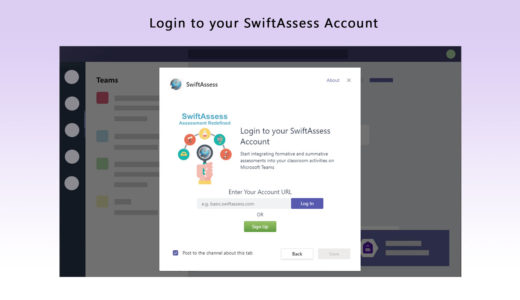 Login to your SwiftAssess Account
Teams
SwiftAssess
About
SwiftAssess
Assessment Redefined
Login to your SwiftAssess
Account
Start integrating formative and summative
assessments into your classroom activities on
Microsoft Teams
Enter Your Account URL
e.g. basic.swiftassess.com
Log In
OR
Sign Up
Post to the channel about this tab
Back
Save